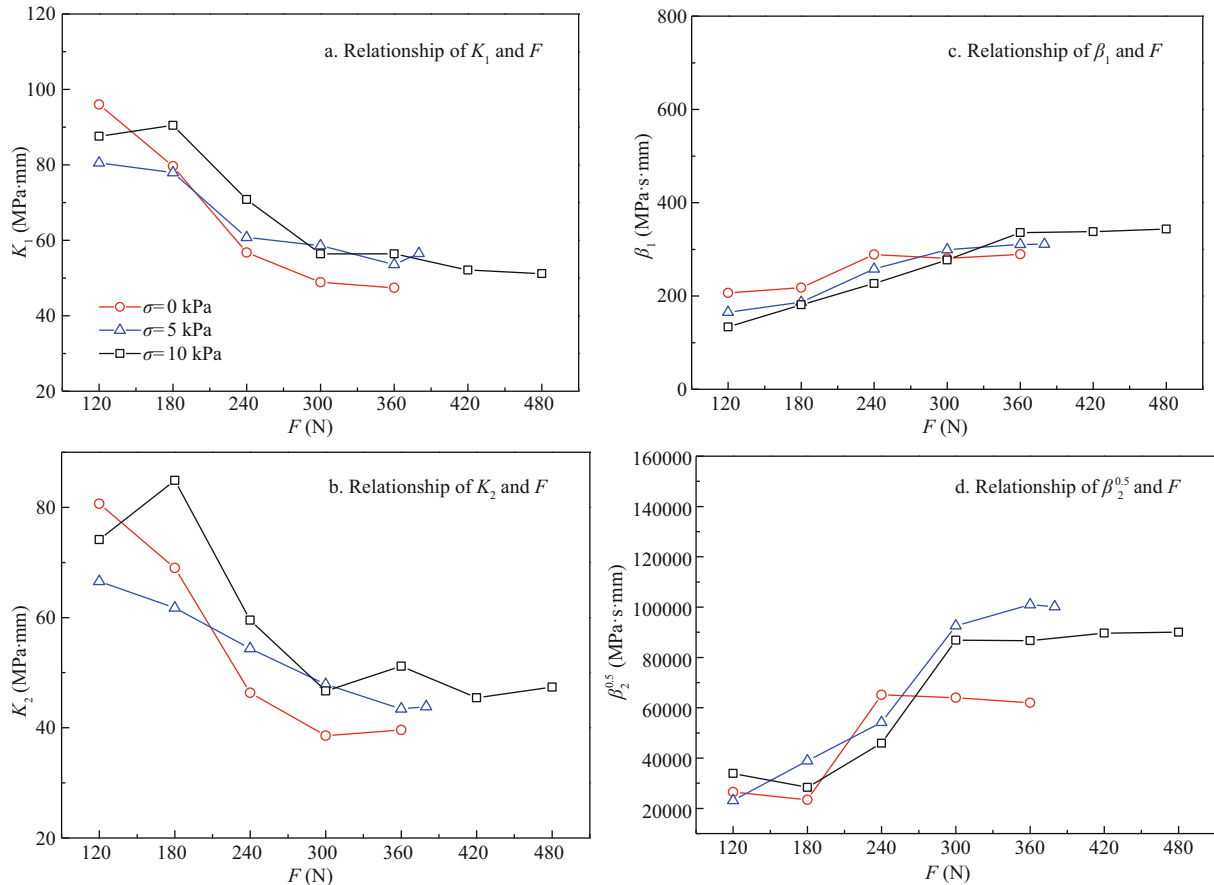 120
100
80
60
40
20
K₁ (MPa·mm)
a. Relationship of K₁ and F
σ= 0 kPa
σ= 5 kPa
σ= 10 kPa
120 180 240 300 360 420 480
F (N)
800
600
400
200
0
β₁ (MPa·s·mm)
c. Relationship of β₁ and F
120 180 240 300 360 420 480
F (N)
80
60
40
20
K₂ (MPa·mm)
b. Relationship of K₂ and F
120 180 240 300 360 420 480
F (N)
160000
140000
120000
100000
80000
60000
40000
20000
β₂^0.5 (MPa·s·mm)
d. Relationship of β₂^0.5 and F
120 180 240 300 360 420 480
F (N)